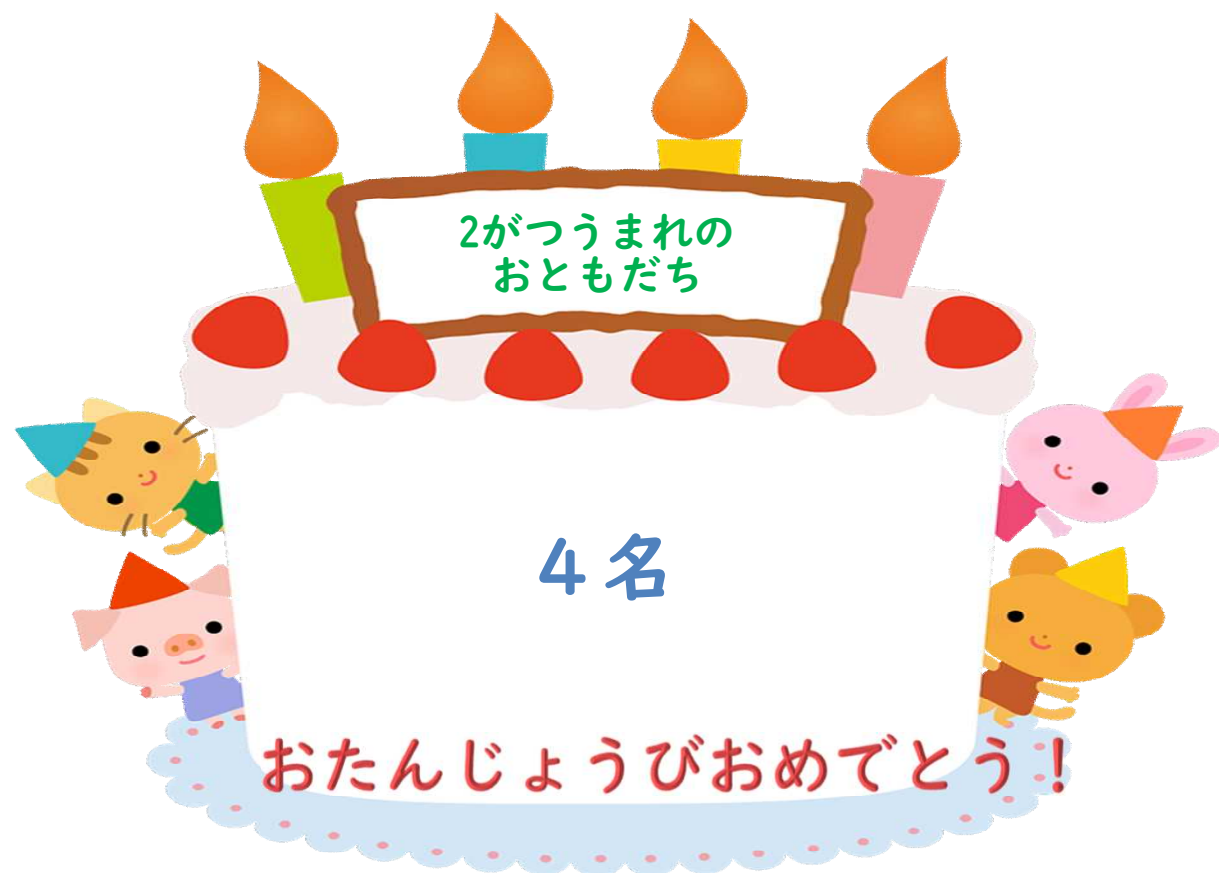 2がつうまれの
おともだち
４名
おたんじょうびおめでとう！